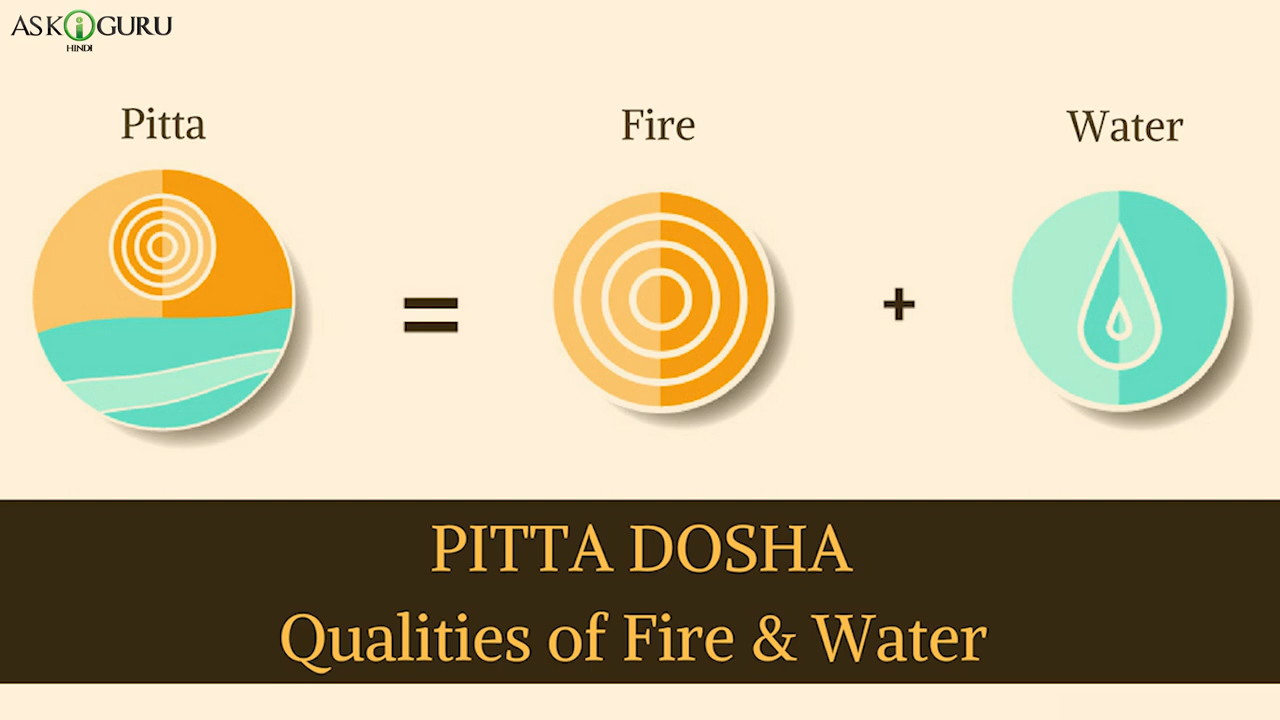 ASK i GURU
HINDI
Pitta
Fire
Water
=
+
PITTA DOSHA
Qualities of Fire & Water